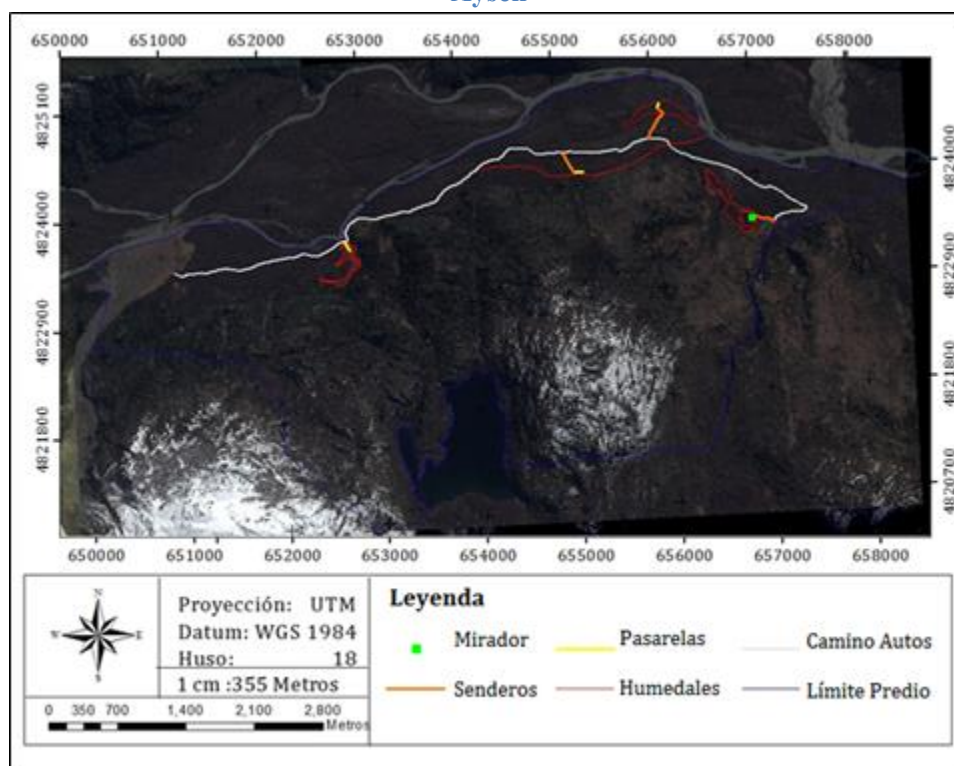 Aysén
650000 651000 652000 653000 654000 655000 656000 657000 658000
4825100
4824000
4822900
4821800
4824000
4822900
4821800
4820700
650000 651000 652000 653000 654000 655000 656000 657000 658000
N
W E
S
Proyección: UTM
Datum: WGS 1984
Huso: 18
1 cm :355 Metros
0 350 700 1,400 2,100 2,800
Metros
Leyenda
Mirador Pasarelas Camino Autos
Senderos Humedales Límite Predio